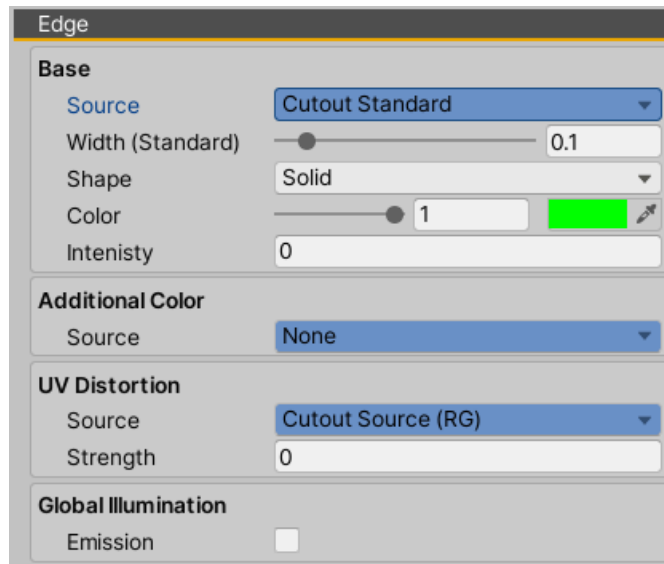 Edge
Base
Source Cutout Standard
Width (Standard) 0.1
Shape Solid
Color 1
Intenisty 0
Additional Color
Source None
UV Distortion
Source Cutout Source (RG)
Strength 0
Global Illumination
Emission